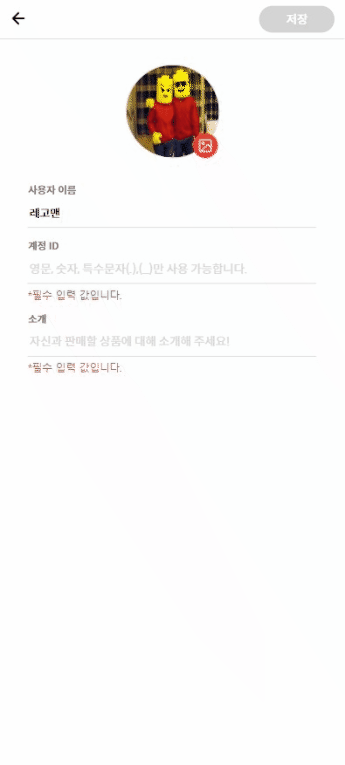 저장
사용자 이름
레고맨
계정 ID
영문, 숫자, 특수문자(.),(_)만 사용 가능합니다.
*필수 입력 값입니다.
소개
자신과 판매할 상품에 대해 소개해 주세요!
*필수 입력 값입니다.